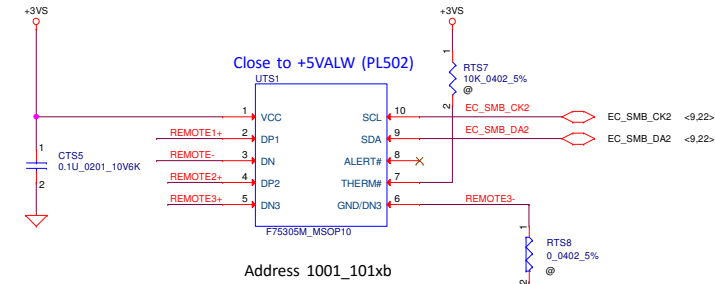 +3VS
+3VS
Close to +5VALW (PL502)
UTS1
RTS7
10K_0402_5%
@
1
2
1 VCC SCL 10 EC_SMB_CK2 EC_SMB_CK2 <9,22>
REMOTE1+ 2 DP1 SDA 9 EC_SMB_DA2 EC_SMB_DA2 <9,22>
REMOTE- 3 DN ALERT# 8
REMOTE2+ 4 DP2 THERM# 7
REMOTE3+ 5 DN3 GND/DN3 6 REMOTE3-
1
CTS5
0.1U_0201_10V6K
2
F75305M_MSOP10
Address 1001_101xb
1
RTS8
0_0402_5%
@
2